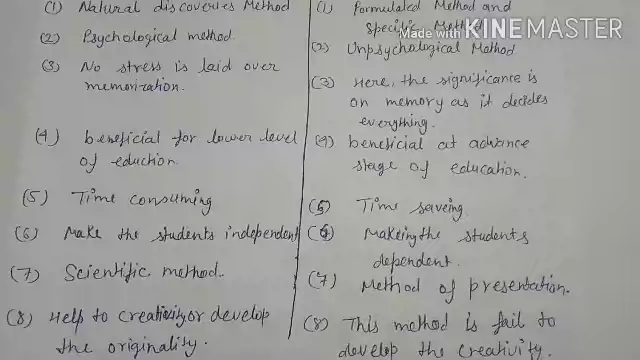 (1) Natural discoveries Method
(2) Psychological method.
(3) No stress is laid over
memorization.
(4) beneficial for lower level
of eduction.
(5) Time consuming
(6) Make the students independent
(7) Scientific method.
(8) Help to creativity or develop
the originality.
(1) Formulated Method and
Specific Method
(2) Unpsychological Method
(3) Here, the significance is
on memory as it decides
everything.
(4) beneficial at advance
stage of education.
(5) Time saveing
(6) Makeing the students
dependent.
(7) Method of presentation.
(8) This method is fail to
develop the creativity.
Made with KINEMASTER